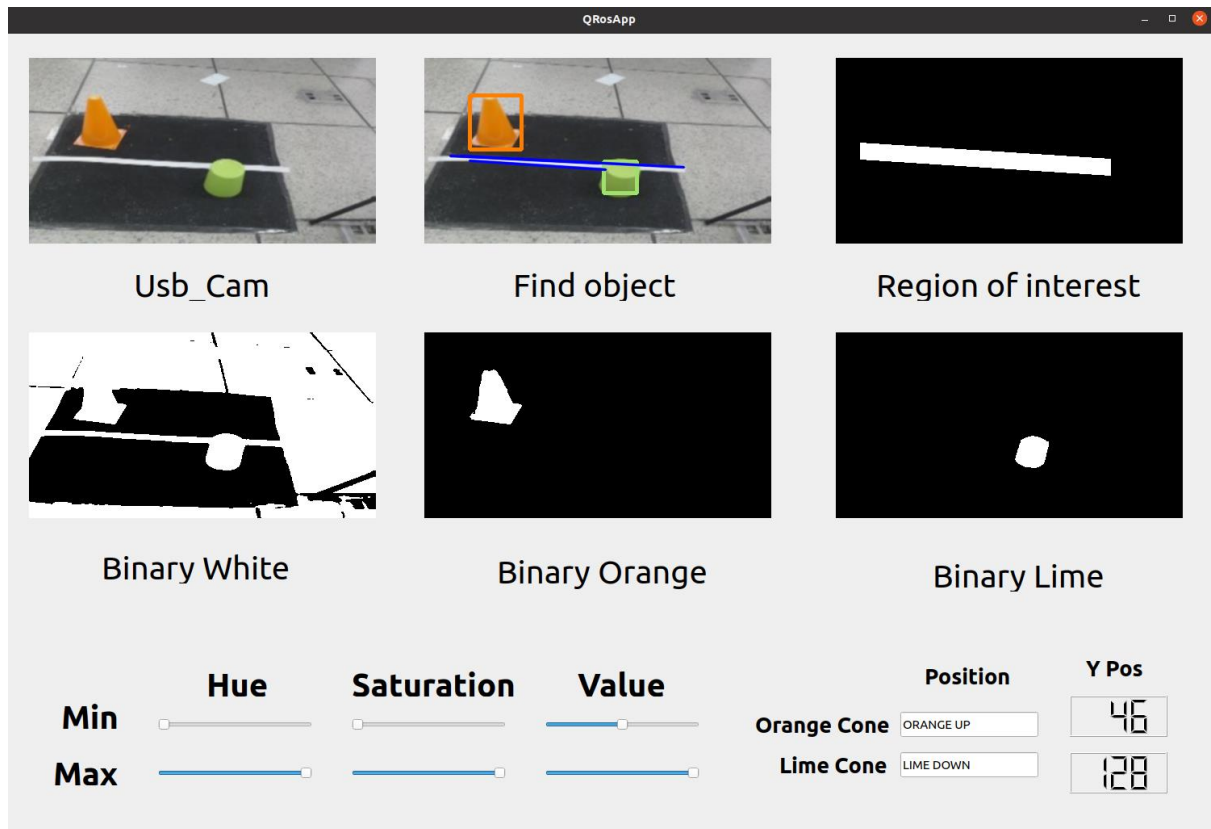 QRosApp
Usb_Cam
Find object
Region of interest
Binary White
Binary Orange
Binary Lime
Hue
Saturation
Value
Position
Y Pos
Min
Orange Cone
ORANGE UP
46
Max
Lime Cone
LIME DOWN
128